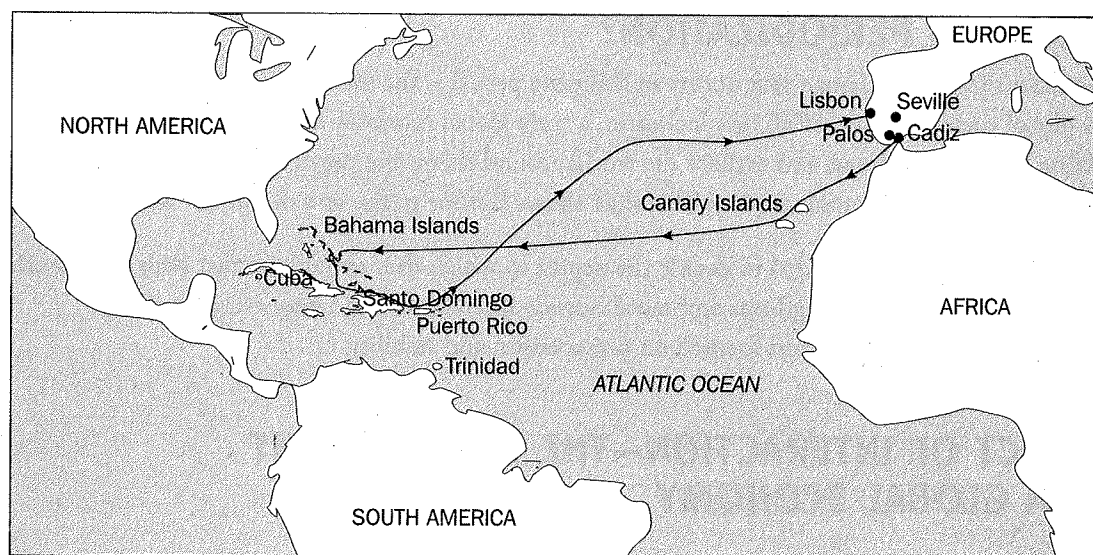 EUROPE
NORTH AMERICA
Lisbon
Seville
Palos
Cadiz
Canary Islands
Bahama Islands
Cuba
Santo Domingo
Puerto Rico
AFRICA
Trinidad
ATLANTIC OCEAN
SOUTH AMERICA